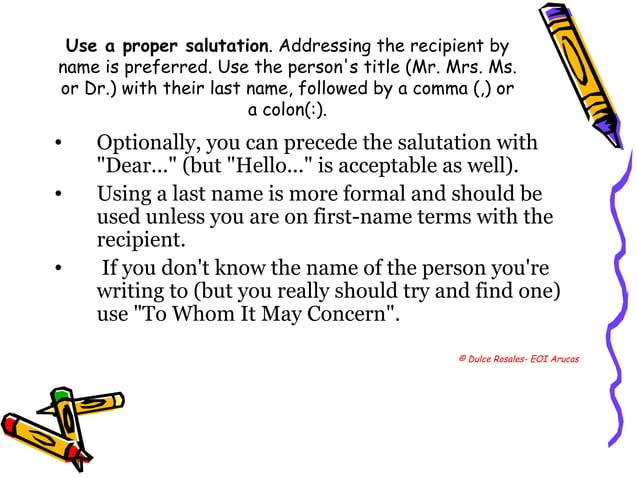 Use a proper salutation. Addressing the recipient by
name is preferred. Use the person's title (Mr. Mrs. Ms.
or Dr.) with their last name, followed by a comma (,) or
a colon(:).
• Optionally, you can precede the salutation with
"Dear..." (but "Hello..." is acceptable as well).
• Using a last name is more formal and should be
used unless you are on first-name terms with the
recipient.
• If you don't know the name of the person you're
writing to (but you really should try and find one)
use "To Whom It May Concern".
© Dulce Rosales- EOI Arucas